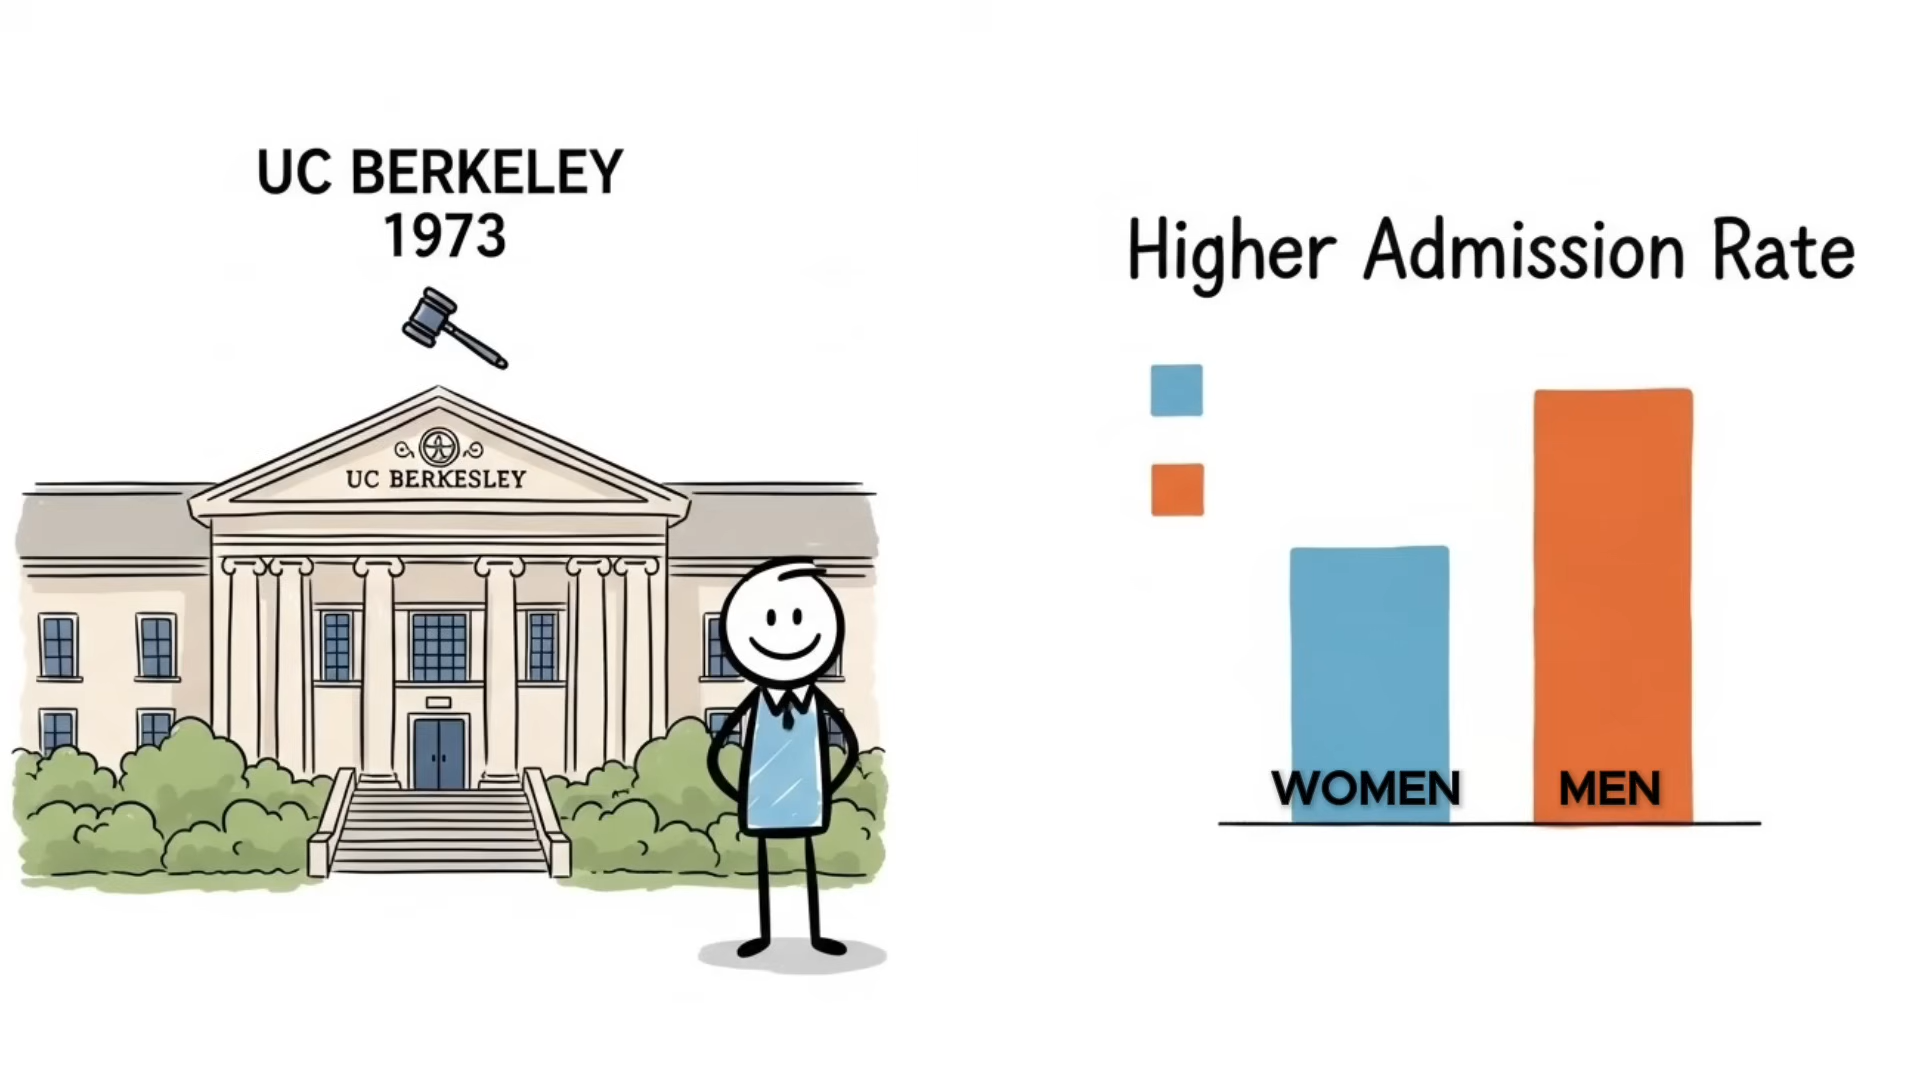 UC BERKELEY
1973
UC BERKESLEY
Higher Admission Rate
WOMEN
MEN